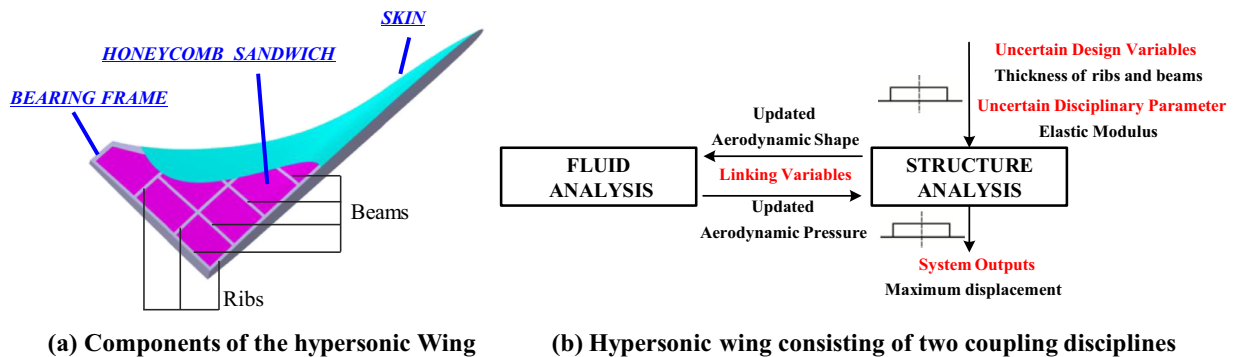 SKIN
HONEYCOMB SANDWICH
BEARING FRAME
Beams
Ribs
(a) Components of the hypersonic Wing
Uncertain Design Variables
Thickness of ribs and beams
Uncertain Disciplinary Parameter
Elastic Modulus
Updated
Aerodynamic Shape
FLUID
ANALYSIS
Linking Variables
STRUCTURE
ANALYSIS
Updated
Aerodynamic Pressure
System Outputs
Maximum displacement
(b) Hypersonic wing consisting of two coupling disciplines